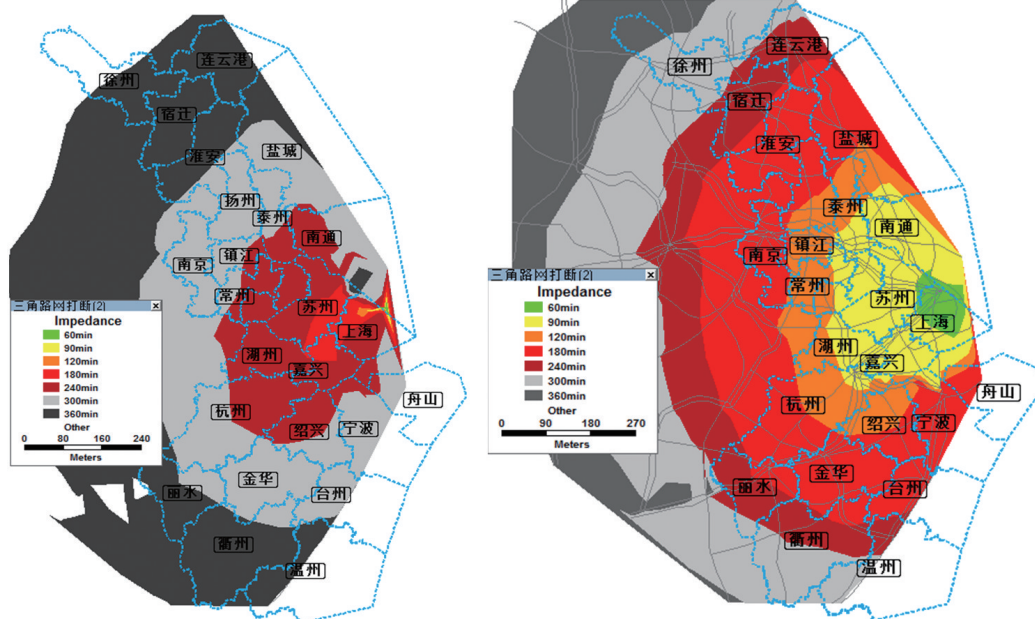 连云港
徐州
宿迁
淮安
盐城
扬州
泰州
南通
镇江
南京
常州
苏州
上海
湖州
嘉兴
舟山
杭州
绍兴
宁波
金华
丽水
台州
衢州
温州
三角路网打断(2)
Impedance
60min
90min
120min
180min
240min
300min
360min
Other
0 80 160 240
Meters
连云港
徐州
宿迁
盐城
淮安
泰州
南通
镇江
南京
常州
苏州
上海
湖州
嘉兴
舟山
杭州
绍兴
宁波
金华
丽水
台州
衢州
温州
三角路网打断(2)
Impedance
60min
90min
120min
180min
240min
300min
360min
Other
0 90 180 270
Meters